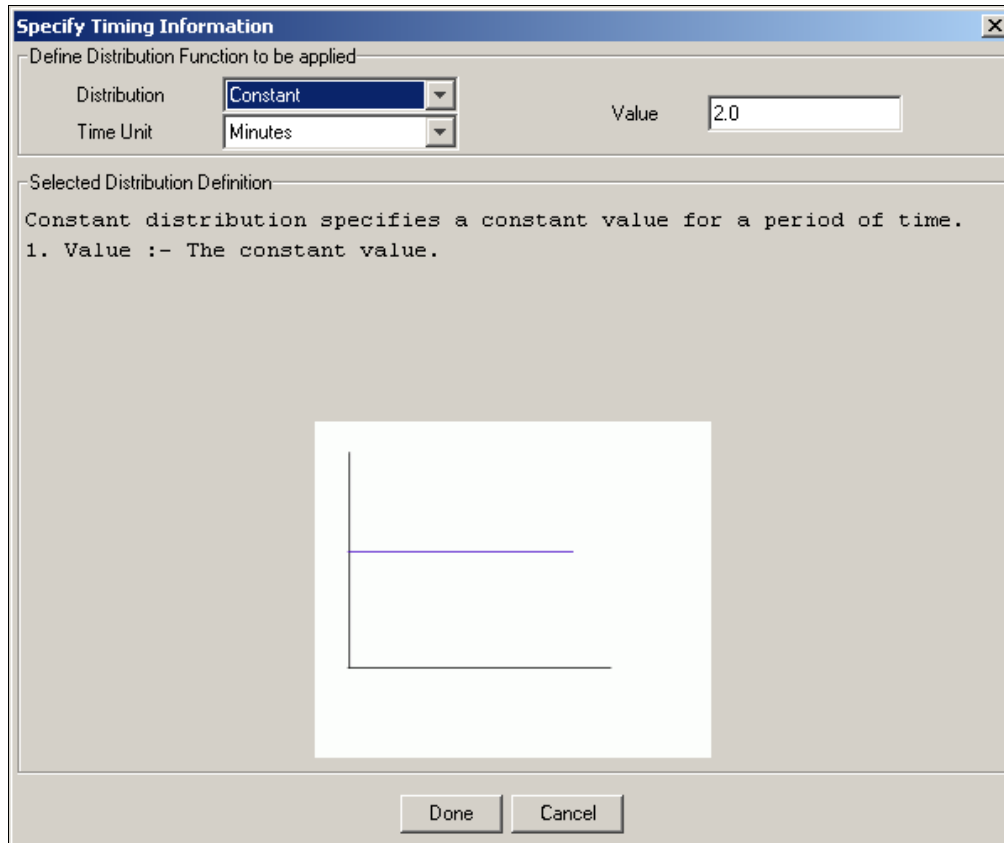 Specify Timing Information
Define Distribution Function to be applied
Distribution Constant
Value 2.0
Time Unit Minutes
Selected Distribution Definition
Constant distribution specifies a constant value for a period of time.
1. Value :- The constant value.
Done Cancel